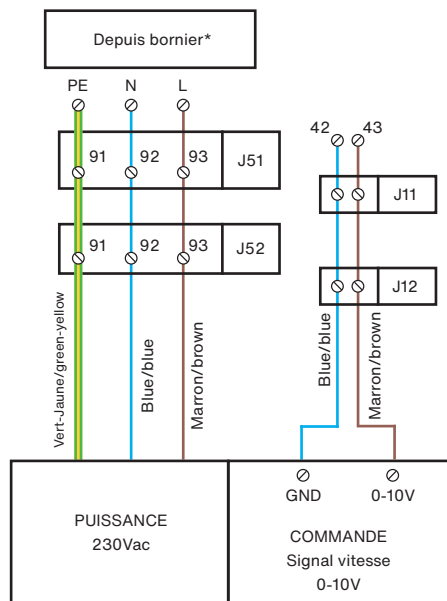 Depuis bornier*
PE N L
42 43
91 92 93 J51
J11
91 92 93 J52
J12
Vert-Jaune/green-yellow
Blue/blue
Marron/brown
Blue/blue
Marron/brown
GND 0-10V
PUISSANCE
230Vac
COMMANDE
Signal vitesse
0-10V